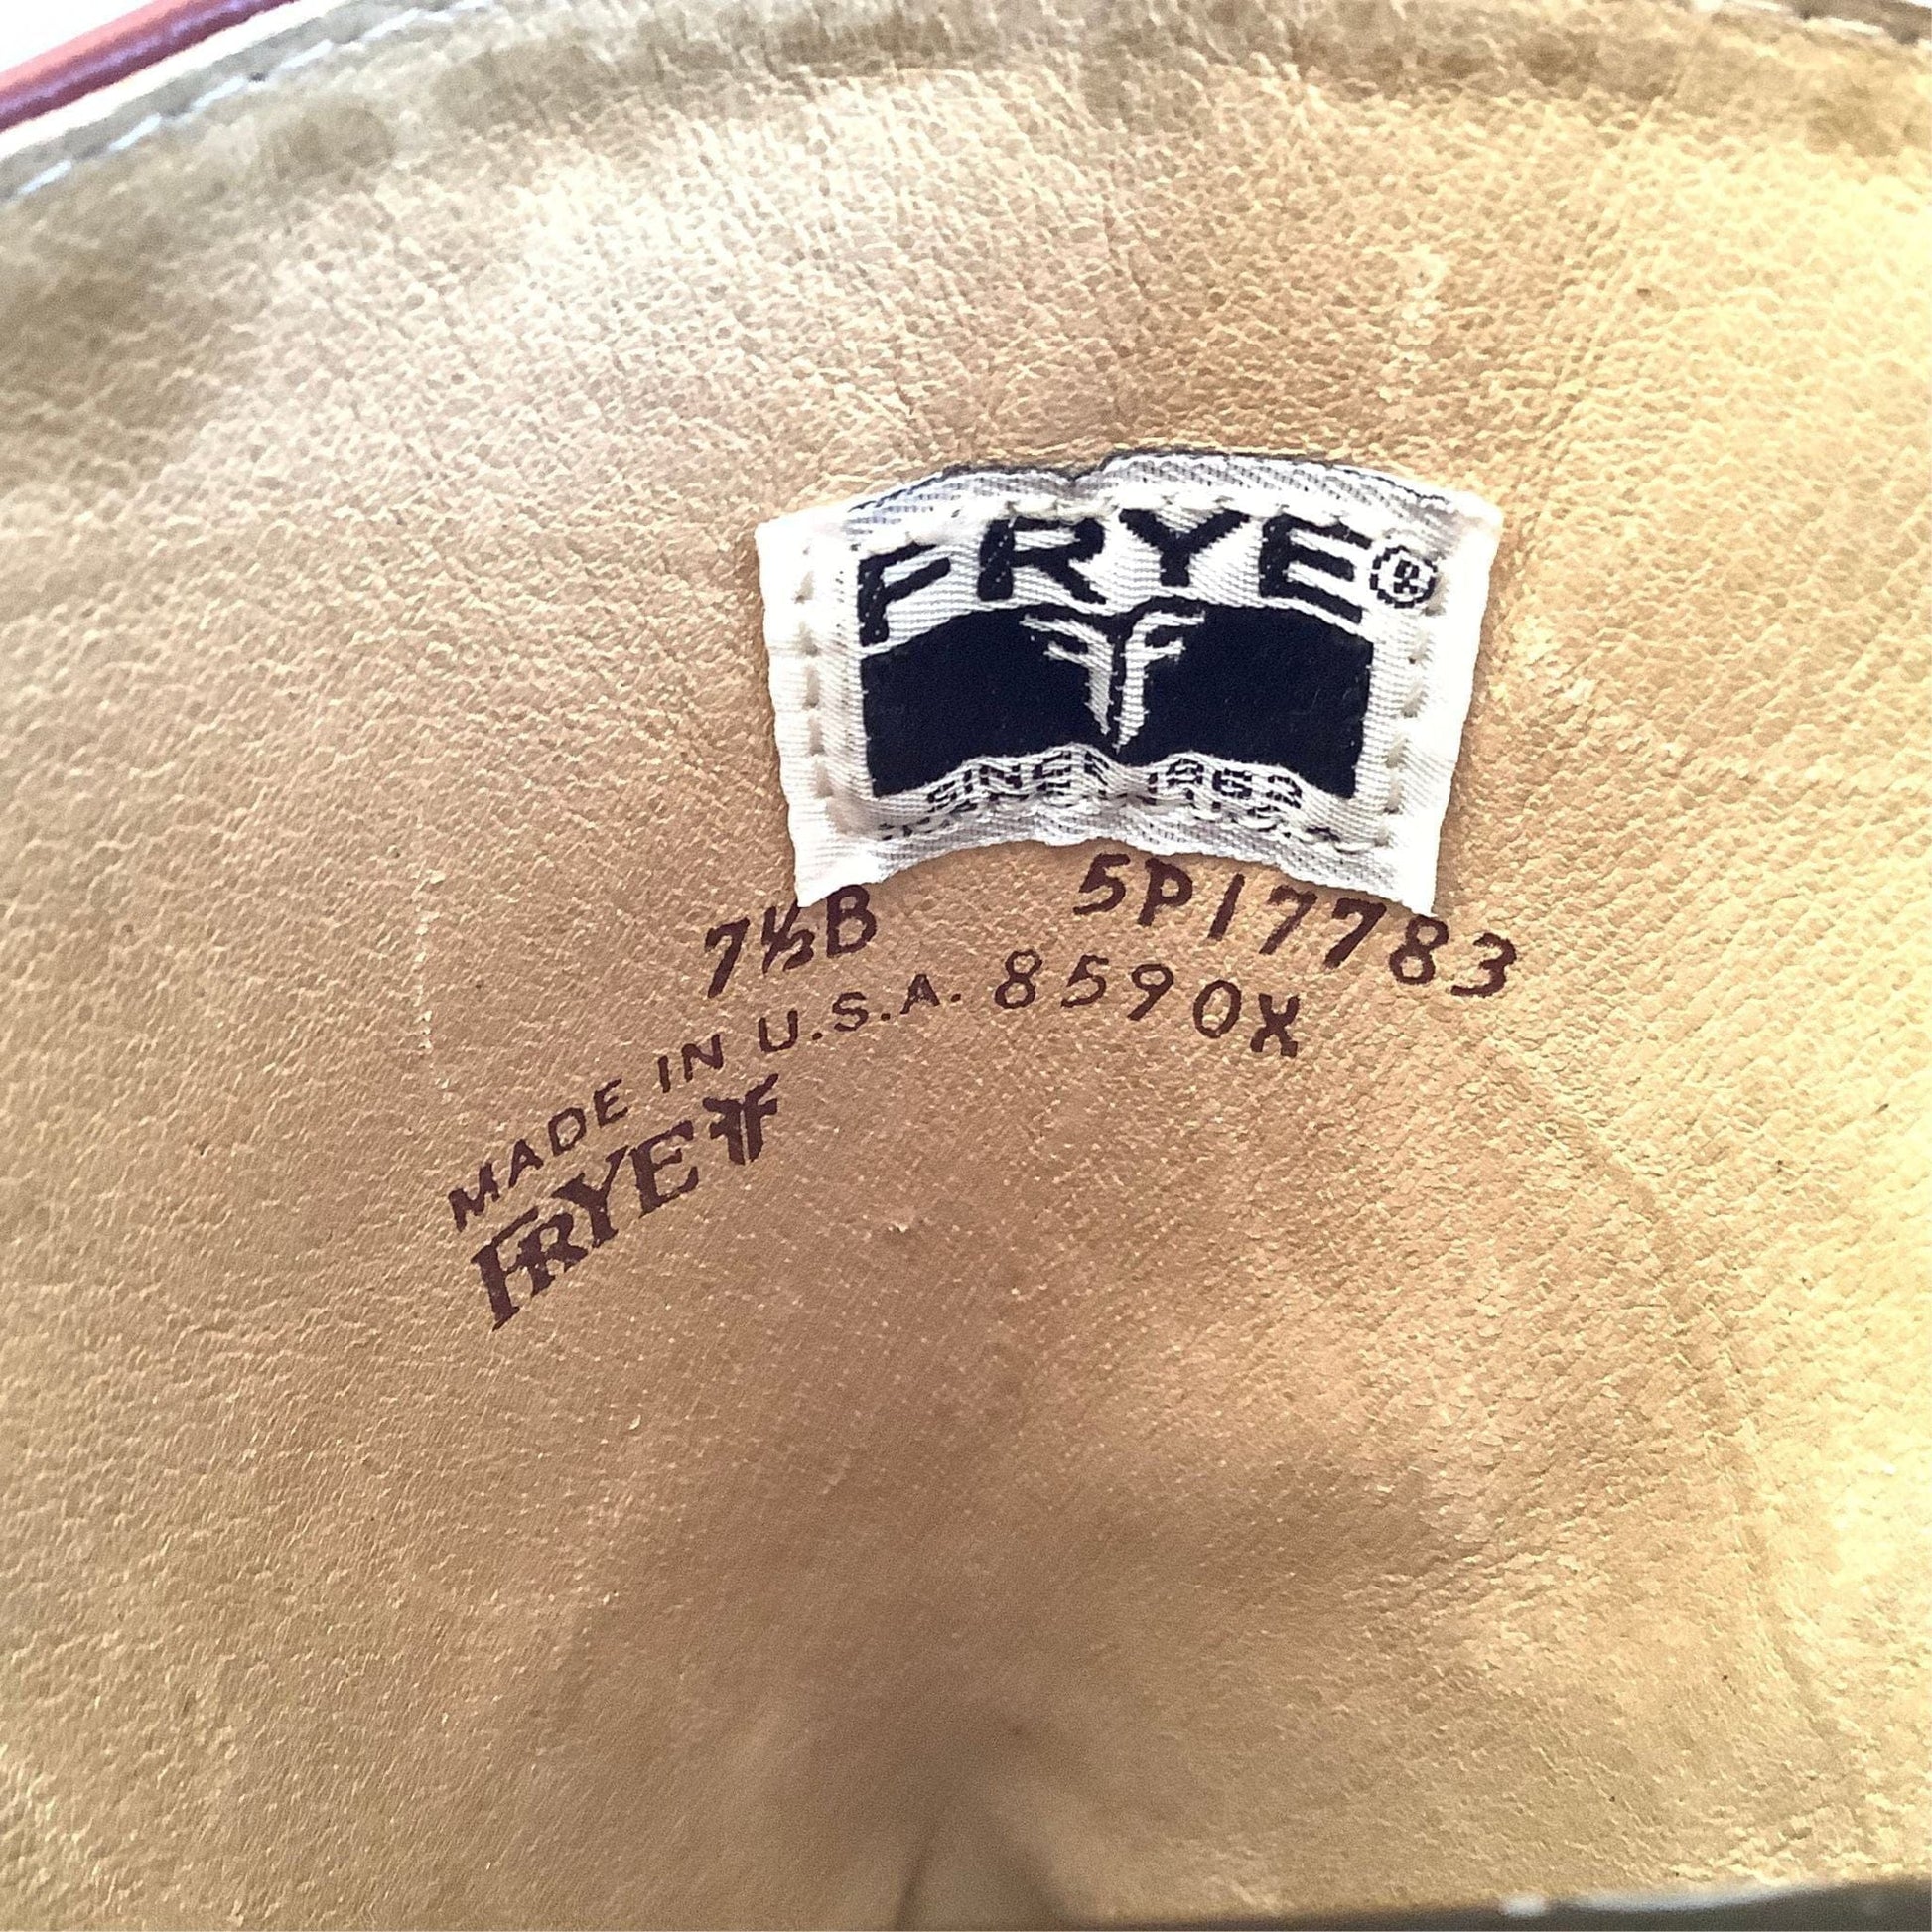 FRYE®
SINCE 1863
7½B 5P17783
MADE IN U.S.A. 8590X
FRYE